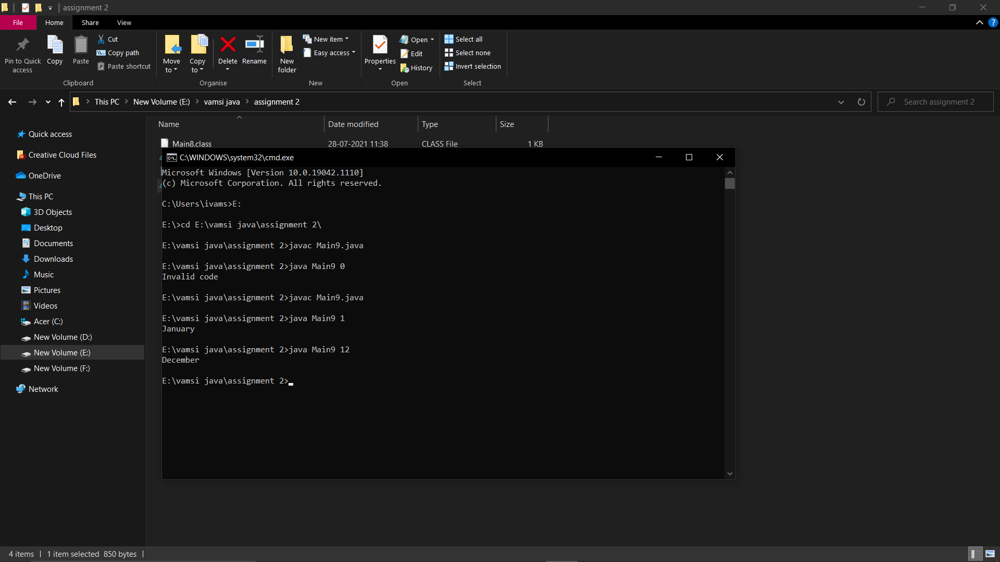 assignment 2
File Home Share View
Pin to Quick access
Copy
Paste
Cut
Copy path
Paste shortcut
Clipboard
Move to
Copy to
Delete
Rename
Organise
New folder
New item
Easy access
New
Properties
Open
Edit
History
Open
Select all
Select none
Invert selection
Select
This PC > New Volume (E:) > vamsi java > assignment 2
Search assignment 2
Name Date modified Type Size
Main8.class 28-07-2021 11:38 CLASS File 1 KB
Quick access
Creative Cloud Files
OneDrive
This PC
3D Objects
Desktop
Documents
Downloads
Music
Pictures
Videos
Acer (C:)
New Volume (D:)
New Volume (E:)
New Volume (F:)
Network
C:\WINDOWS\system32\cmd.exe
Microsoft Windows [Version 10.0.19042.1110]
(c) Microsoft Corporation. All rights reserved.
C:\Users\ivams>E:
E:\>cd E:\vamsi java\assignment 2\
E:\vamsi java\assignment 2>javac Main9.java
E:\vamsi java\assignment 2>java Main9 0
Invalid code
E:\vamsi java\assignment 2>javac Main9.java
E:\vamsi java\assignment 2>java Main9 1
January
E:\vamsi java\assignment 2>java Main9 12
December
E:\vamsi java\assignment 2>
4 items 1 item selected 850 bytes